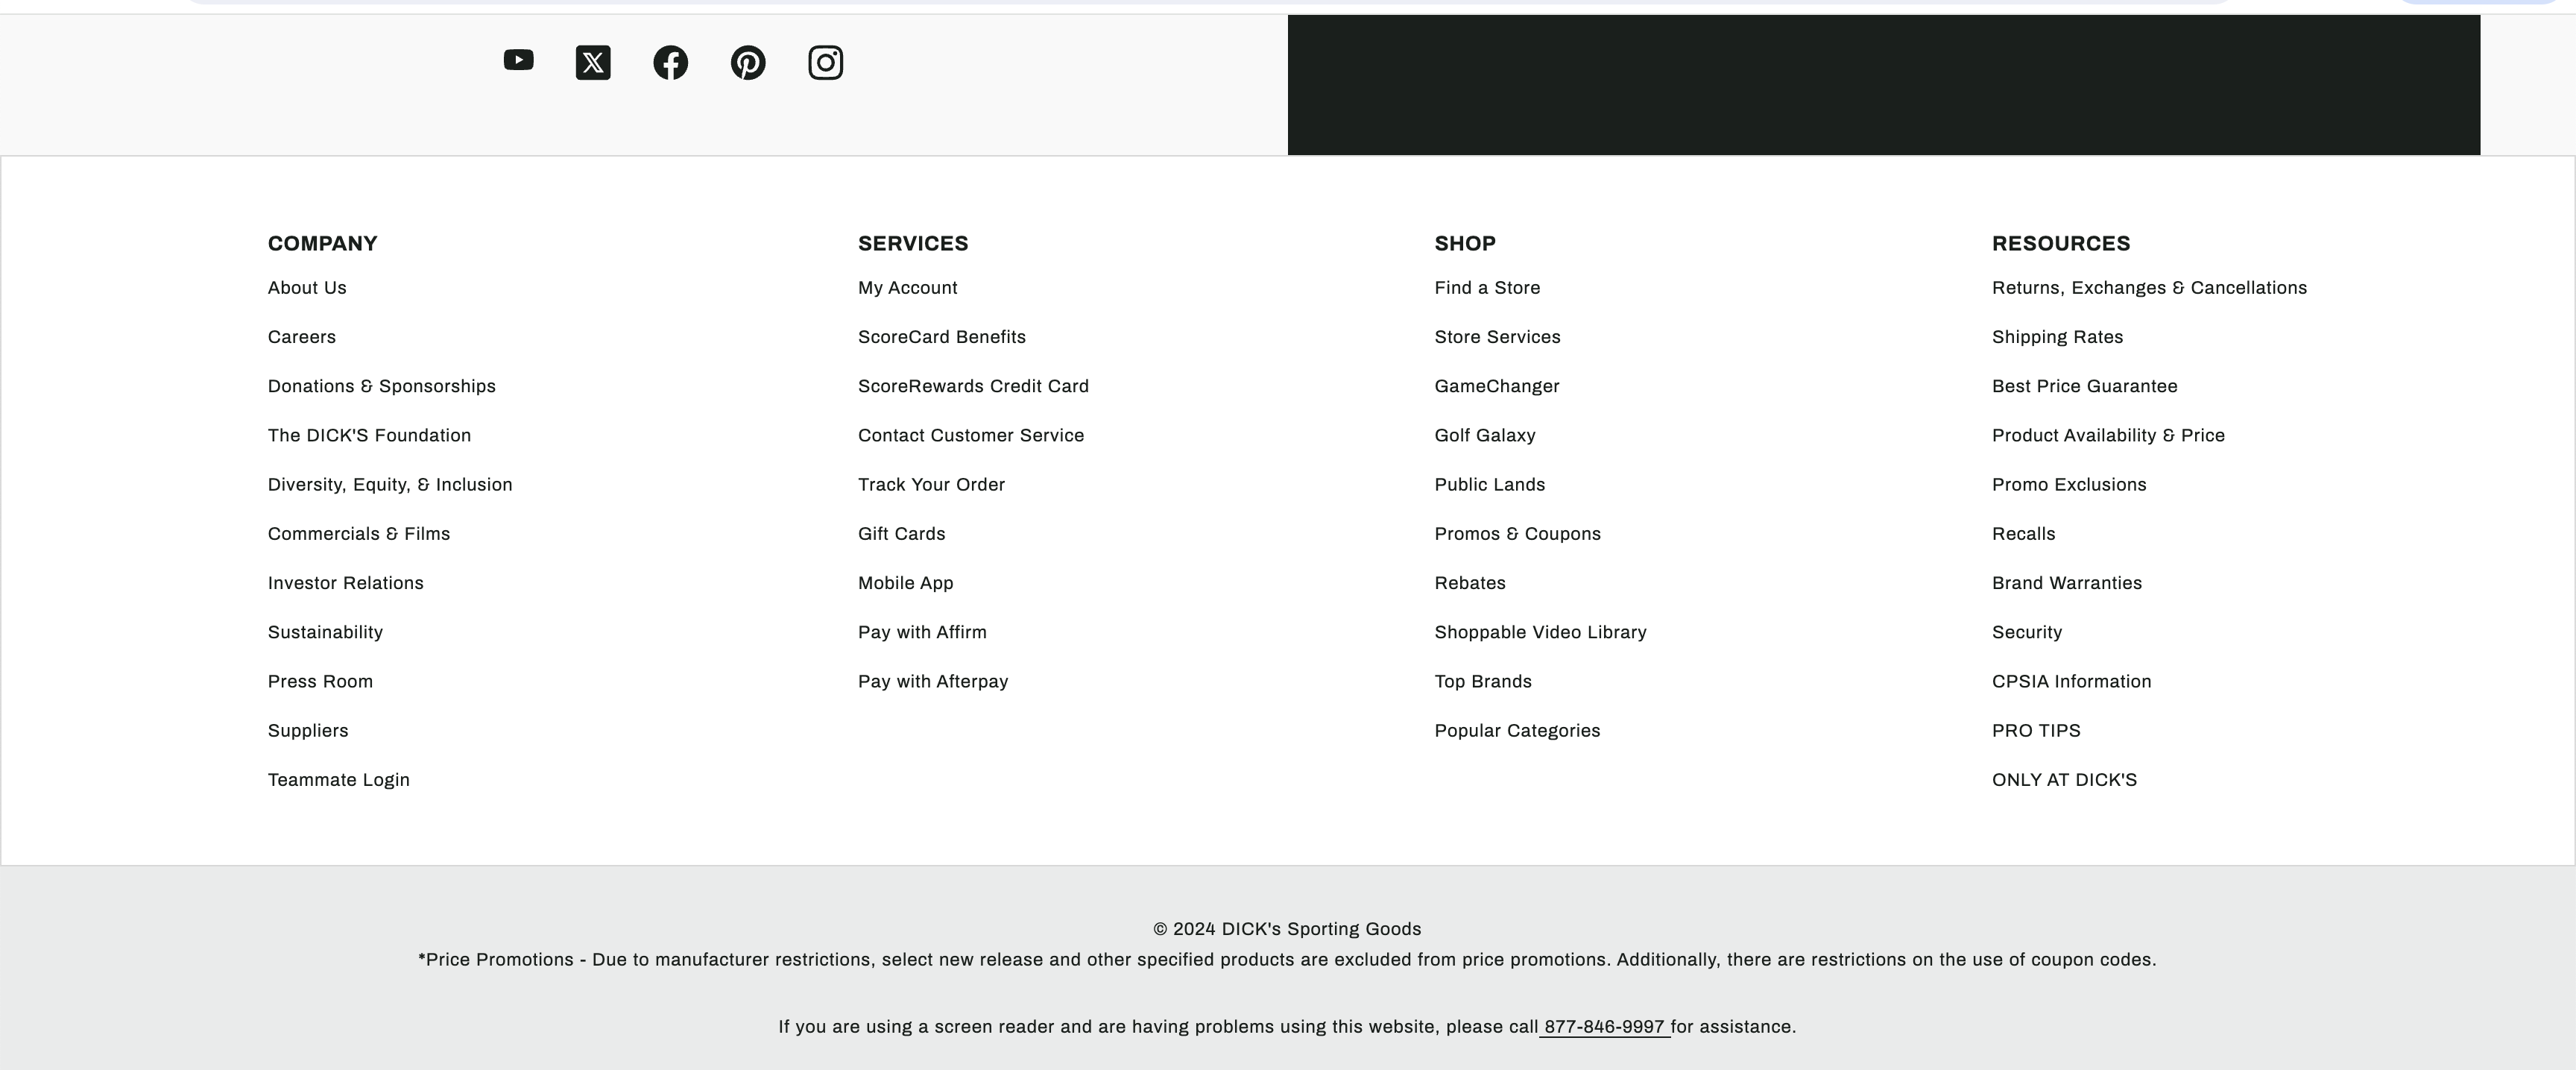 COMPANY
About Us
Careers
Donations & Sponsorships
The DICK'S Foundation
Diversity, Equity, & Inclusion
Commercials & Films
Investor Relations
Sustainability
Press Room
Suppliers
Teammate Login
SERVICES
My Account
ScoreCard Benefits
ScoreRewards Credit Card
Contact Customer Service
Track Your Order
Gift Cards
Mobile App
Pay with Affirm
Pay with Afterpay
SHOP
Find a Store
Store Services
GameChanger
Golf Galaxy
Public Lands
Promos & Coupons
Rebates
Shoppable Video Library
Top Brands
Popular Categories
RESOURCES
Returns, Exchanges & Cancellations
Shipping Rates
Best Price Guarantee
Product Availability & Price
Promo Exclusions
Recalls
Brand Warranties
Security
CPSIA Information
PRO TIPS
ONLY AT DICK'S
© 2024 DICK's Sporting Goods
*Price Promotions - Due to manufacturer restrictions, select new release and other specified products are excluded from price promotions. Additionally, there are restrictions on the use of coupon codes.
If you are using a screen reader and are having problems using this website, please call 877-846-9997 for assistance.